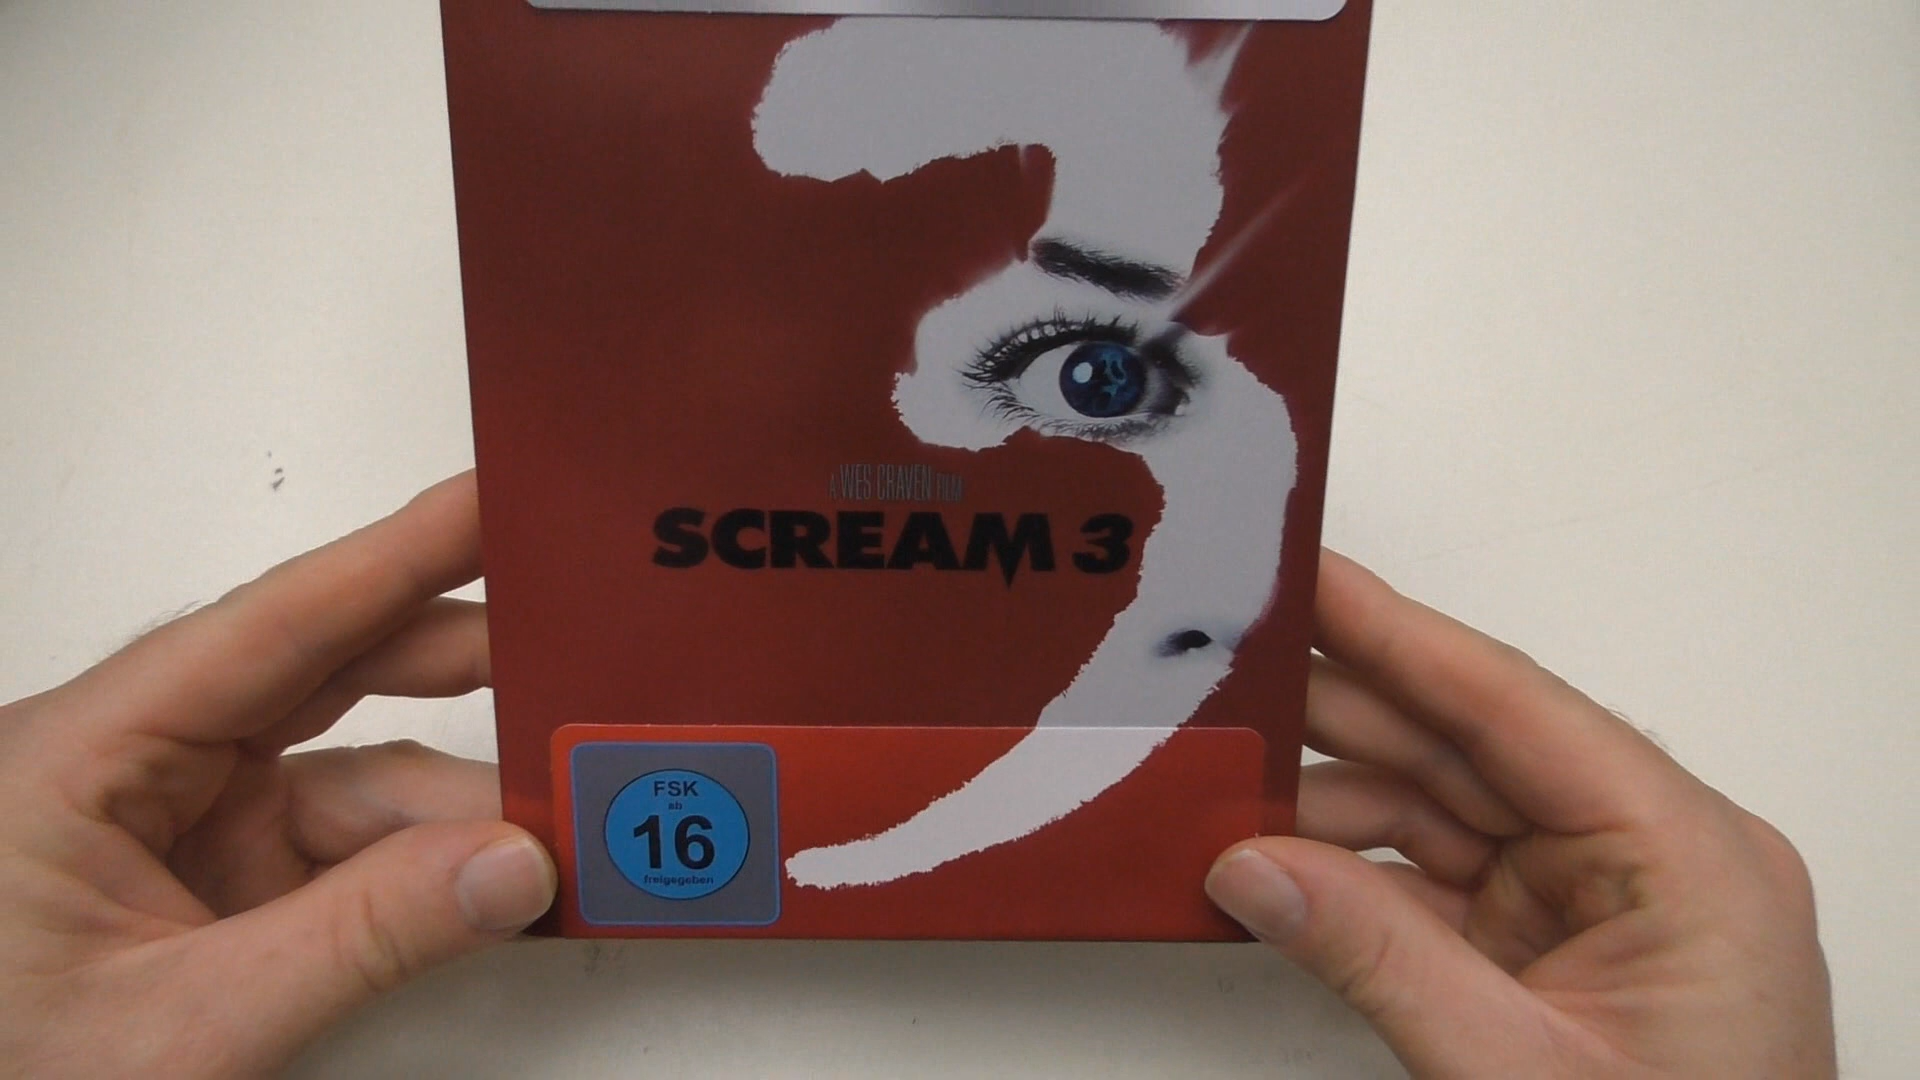 A WES CRAVEN FILM
SCREAM 3
FSK
ab
16
freigegeben